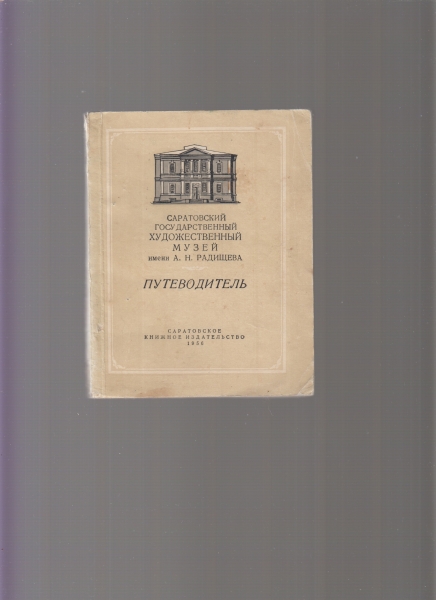 САРАТОВСКИЙ
ГОСУДАРСТВЕННЫЙ
ХУДОЖЕСТВЕННЫЙ
МУЗЕЙ
имени А. Н. РАДИЩЕВА
ПУТЕВОДИТЕЛЬ
САРАТОВСКОЕ
КНИЖНОЕ ИЗДАТЕЛЬСТВО